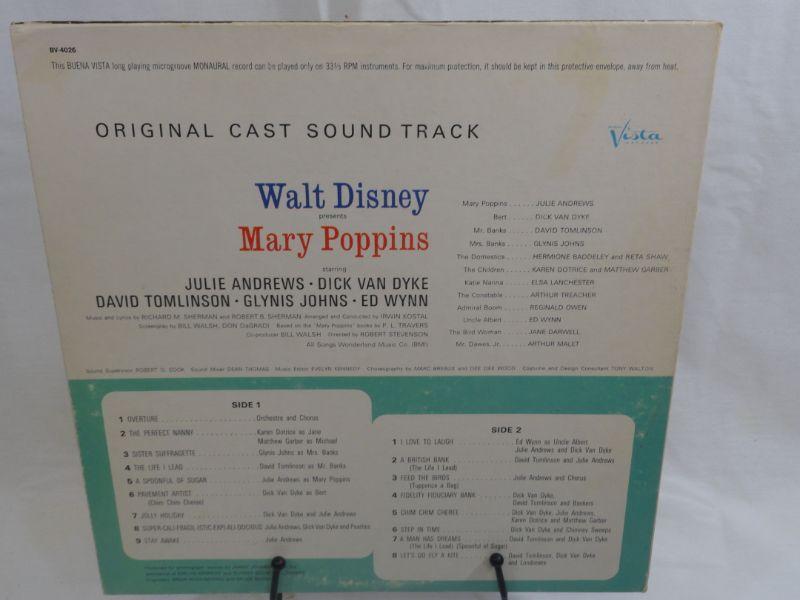 BV-4026
This BUENA VISTA long playing microgroove MONAURAL record can be played only on 33⅓ RPM instruments. For maximum protection, it should be kept in this protective envelope, away from heat.
ORIGINAL CAST SOUND TRACK
Vista
Walt Disney
presents
Mary Poppins
starring
JULIE ANDREWS · DICK VAN DYKE
DAVID TOMLINSON · GLYNIS JOHNS · ED WYNN
Music and Lyrics by RICHARD M. SHERMAN and ROBERT B. SHERMAN Arranged and Conducted by IRWIN KOSTAL
Screenplay by BILL WALSH, DON DaGRADI Based on the "Mary Poppins" books by P. L. TRAVERS
Co-producer BILL WALSH Directed by ROBERT STEVENSON
All Songs Wonderland Music Co. (BMI)
Mary Poppins ...... JULIE ANDREWS
Bert ...... DICK VAN DYKE
Mr. Banks ...... DAVID TOMLINSON
Mrs. Banks ...... GLYNIS JOHNS
The Domestics ...... HERMIONE BADDELEY and RETA SHAW
The Children ...... KAREN DOTRICE and MATTHEW GARBER
Katie Nanna ...... ELSA LANCHESTER
The Constable ...... ARTHUR TREACHER
Admiral Boom ...... REGINALD OWEN
Uncle Albert ...... ED WYNN
The Bird Woman ...... JANE DARWELL
Mr. Dawes, Jr. ...... ARTHUR MALET
Sound Supervisor ROBERT O. COOK Sound Mixer DEAN THOMAS Music Editor EVELYN KENNEDY Choreography by MARC BREAUX and DEE DEE WOOD Costume and Design Consultant TONY WALTON
SIDE 1
1 OVERTURE ...... Orchestra and Chorus
2 THE PERFECT NANNY ...... Karen Dotrice as Jane
Matthew Garber as Michael
3 SISTER SUFFRAGETTE ...... Glynis Johns as Mrs. Banks
4 THE LIFE I LEAD ...... David Tomlinson as Mr. Banks
5 A SPOONFUL OF SUGAR ...... Julie Andrews as Mary Poppins
6 PAVEMENT ARTIST ...... Dick Van Dyke as Bert
(Chim Chim Cheree)
7 JOLLY HOLIDAY ...... Dick Van Dyke and Julie Andrews
8 SUPER-CALI-FRAGIL-ISTIC-EXPI-ALI-DOCIOUS Julie Andrews, Dick Van Dyke and Pearlies
9 STAY AWAKE ...... Julie Andrews
SIDE 2
1 I LOVE TO LAUGH ...... Ed Wynn as Uncle Albert
Julie Andrews and Dick Van Dyke
2 A BRITISH BANK ...... David Tomlinson and Julie Andrews
(The Life I Lead)
3 FEED THE BIRDS ...... Julie Andrews and Chorus
(Tuppence a Bag)
4 FIDELITY FIDUCIARY BANK ...... Dick Van Dyke,
David Tomlinson and Bankers
5 CHIM CHIM CHEREE ...... Dick Van Dyke, Julie Andrews,
Karen Dotrice and Matthew Garber
6 STEP IN TIME ...... Dick Van Dyke and Chimney Sweeps
7 A MAN HAS DREAMS ...... David Tomlinson and Dick Van Dyke
(The Life I Lead) (Spoonful of Sugar)
8 LET'S GO FLY A KITE ...... David Tomlinson, Dick Van Dyke
and Londoners